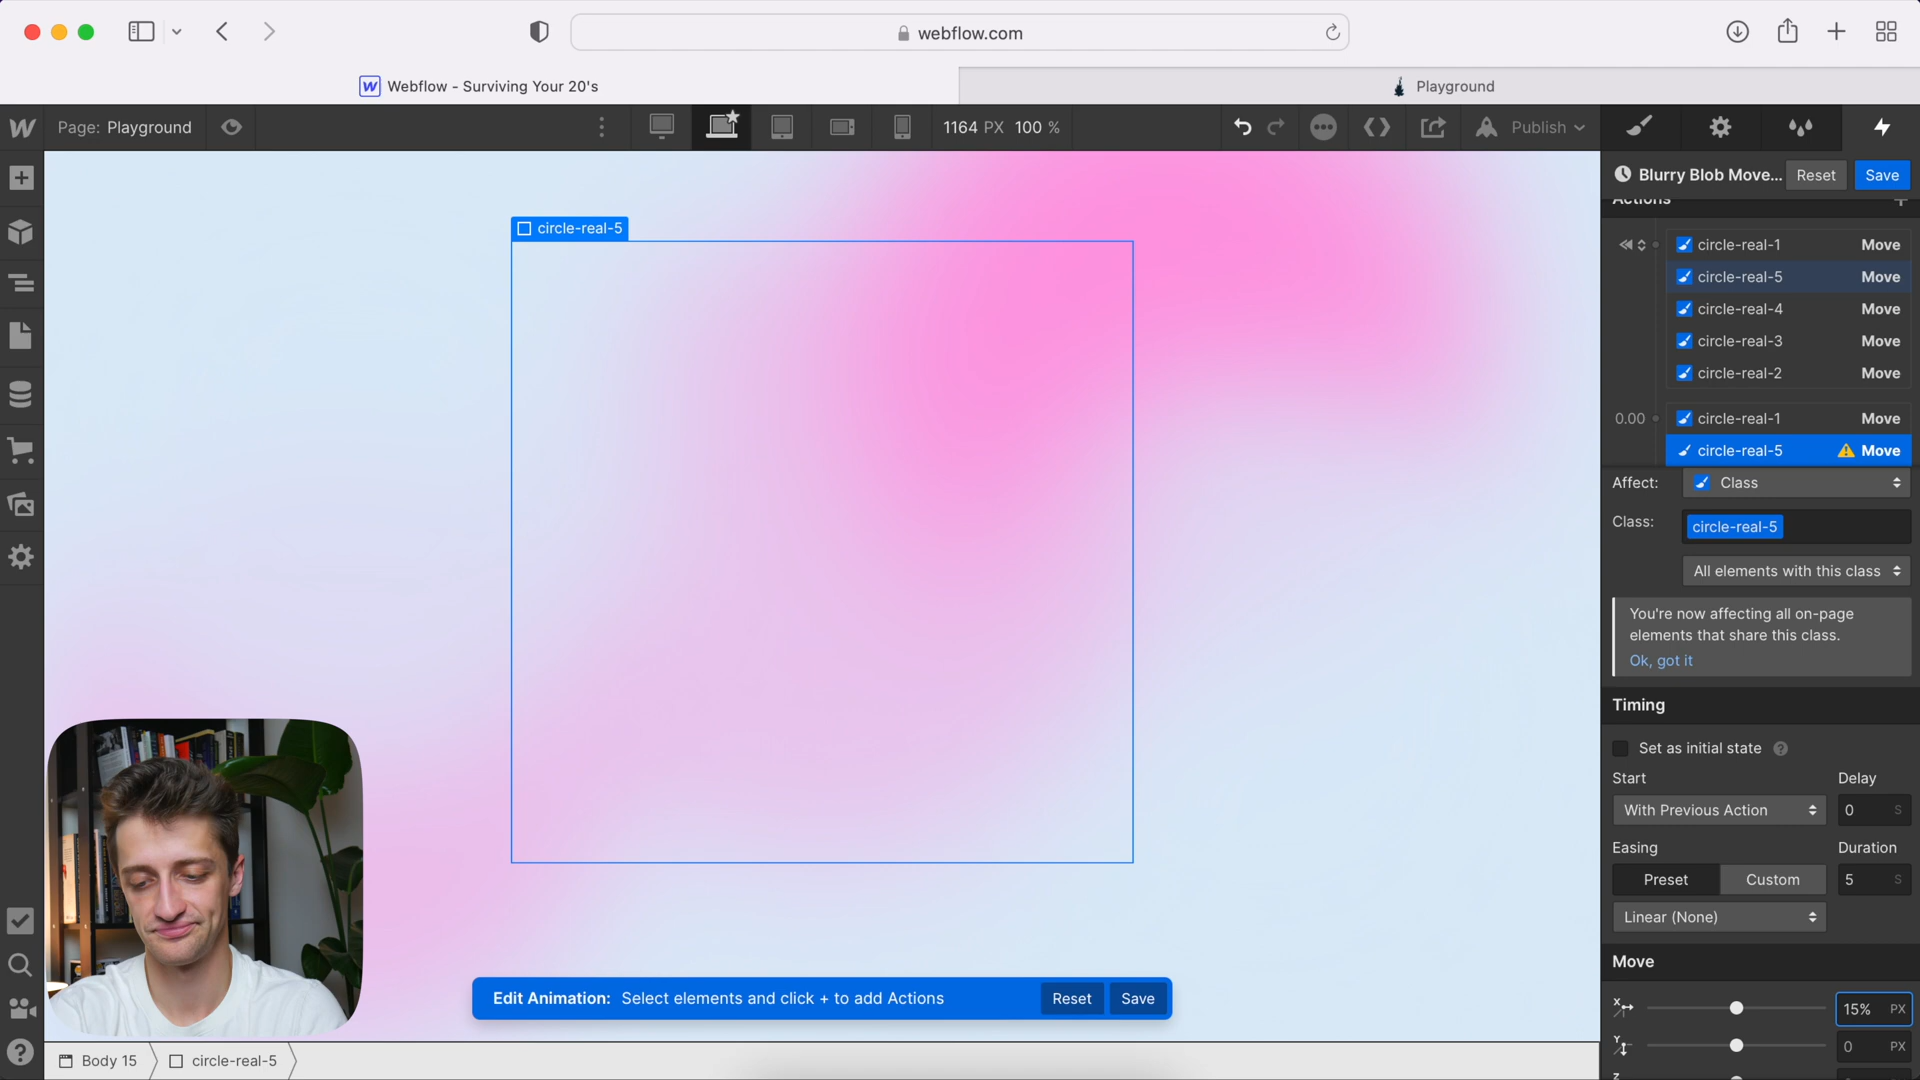 webflow.com
Webflow - Surviving Your 20's
Playground
Page: Playground
1164 PX 100 %
Publish
Blurry Blob Move...
Reset
Save
Actions
circle-real-5
circle-real-1 Move
circle-real-5 Move
circle-real-4 Move
circle-real-3 Move
circle-real-2 Move
0.00 circle-real-1 Move
circle-real-5 Move
Affect: Class
Class: circle-real-5
All elements with this class
You're now affecting all on-page
elements that share this class.
Ok, got it
Timing
Set as initial state
Start Delay
With Previous Action 0 S
Easing Duration
Preset Custom 5 S
Linear (None)
Move
X 15% PX
Y 0 PX
Z
Edit Animation: Select elements and click + to add Actions
Reset
Save
Body 15
circle-real-5